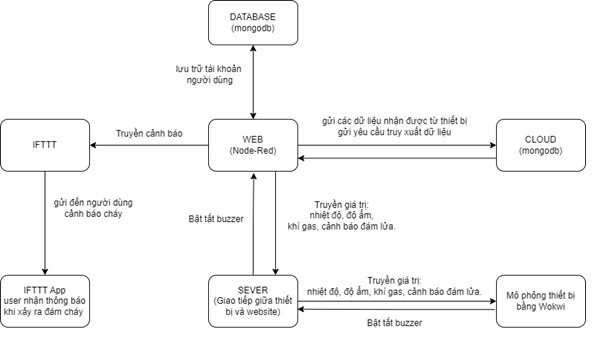 DATABASE
(mongodb)
lưu trữ tài khoản
người dùng
gửi các dữ liệu nhận được từ thiết bị
gửi yêu cầu truy xuất dữ liệu
Truyền cảnh báo
IFTTT
WEB
(Node-Red)
CLOUD
(mongodb)
gửi đến người dùng
cảnh báo cháy
Bật tắt buzzer
Truyền giá trị:
nhiệt độ, độ ẩm,
khí gas, cảnh báo đám lửa.
IFTTT App
user nhận thông báo
khi xảy ra đám cháy
SEVER
(Giao tiếp giữa thiết
bị và website)
Truyền giá trị:
nhiệt độ, độ ẩm, khí gas, cảnh báo đám lửa.
Bật tắt buzzer
Mô phỏng thiết bị
bằng Wokwi